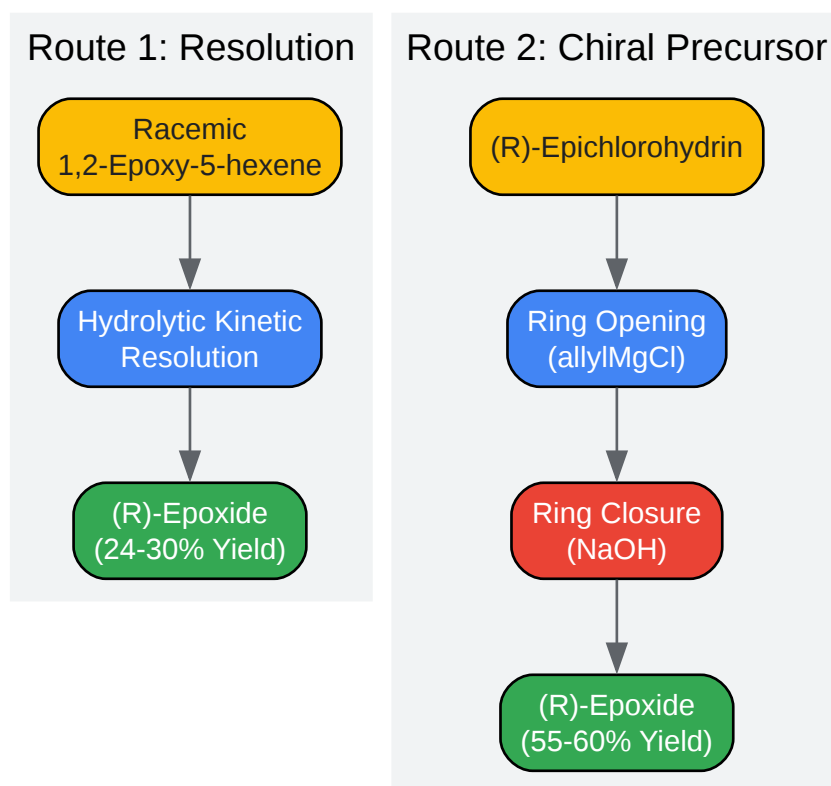 Route 1: Resolution
Racemic
1,2-Epoxy-5-hexene
Hydrolytic Kinetic
Resolution
(R)-Epoxide
(24-30% Yield)
Route 2: Chiral Precursor
(R)-Epichlorohydrin
Ring Opening
(allylMgCl)
Ring Closure
(NaOH)
(R)-Epoxide
(55-60% Yield)